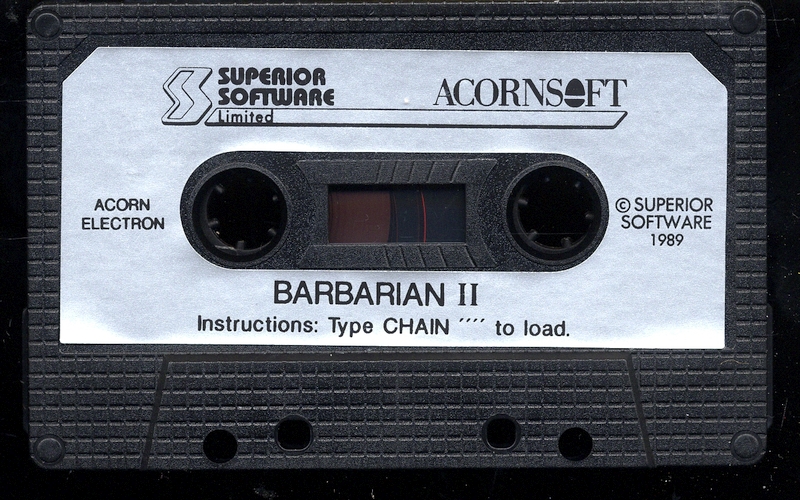 SUPERIOR
SOFTWARE
Limited
ACORNSOFT
ACORN
ELECTRON
© SUPERIOR
SOFTWARE
1989
BARBARIAN II
Instructions: Type CHAIN ′′′′ to load.